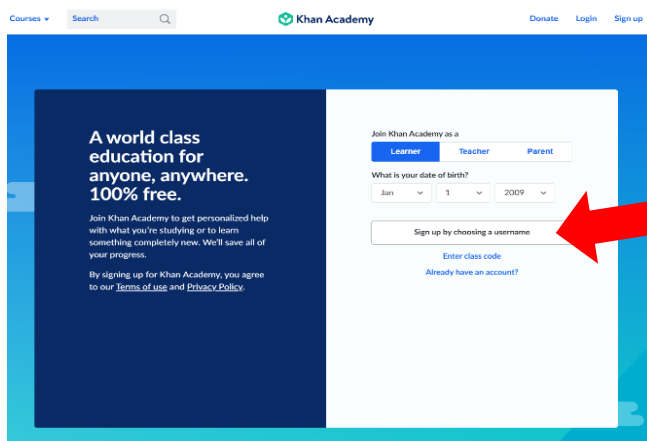 Courses Search Khan Academy Donate Login Sign up
A world class
education for
anyone, anywhere.
100% free.
Join Khan Academy to get personalized help
with what you're studying or to learn
something completely new. We'll save all of
your progress.
By signing up for Khan Academy, you agree
to our Terms of use and Privacy Policy.
Join Khan Academy as a
Learner Teacher Parent
What is your date of birth?
Jan 1 2009
Sign up by choosing a username
Enter class code
Already have an account?